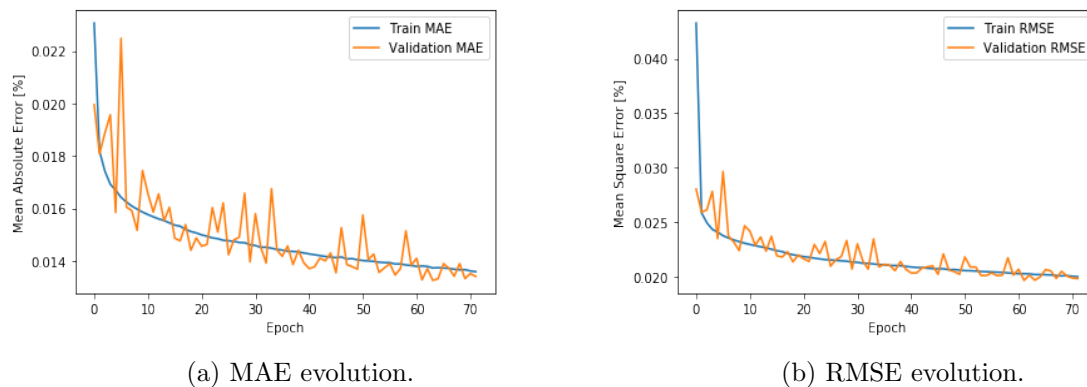 Train MAE
Validation MAE
Mean Absolute Error [%]
0.022
0.020
0.018
0.016
0.014
0 10 20 30 40 50 60 70
Epoch
(a) MAE evolution.
Train RMSE
Validation RMSE
Mean Square Error [%]
0.040
0.035
0.030
0.025
0.020
0 10 20 30 40 50 60 70
Epoch
(b) RMSE evolution.